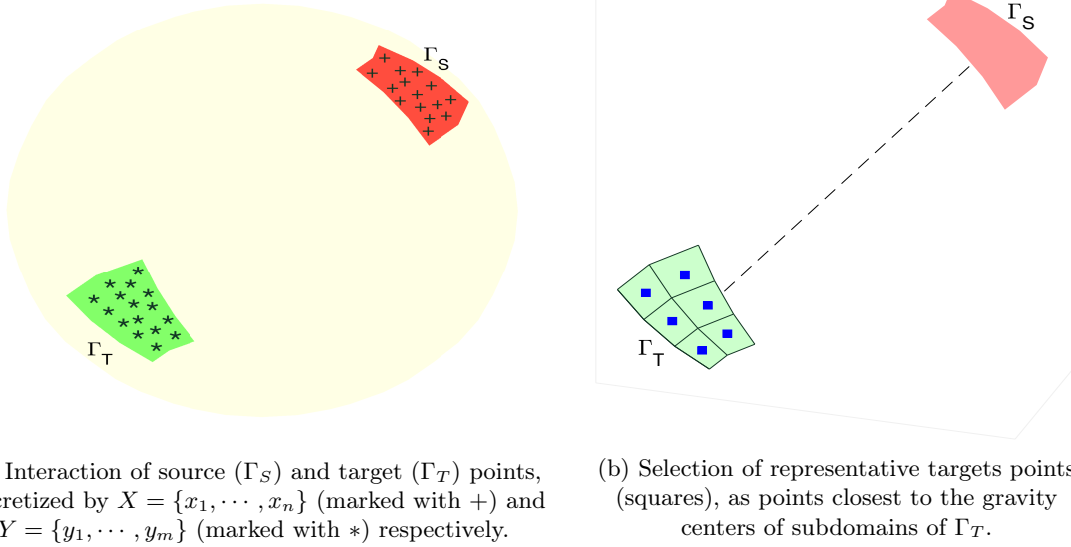 Γ_S
Γ_T
Interaction of source (Γ_S) and target (Γ_T) points,
cretized by X = {x_1, ⋯ , x_n} (marked with +) and
Y = {y_1, ⋯ , y_m} (marked with ∗) respectively.
Γ_S
Γ_T
(b) Selection of representative targets points
(squares), as points closest to the gravity
centers of subdomains of Γ_T.